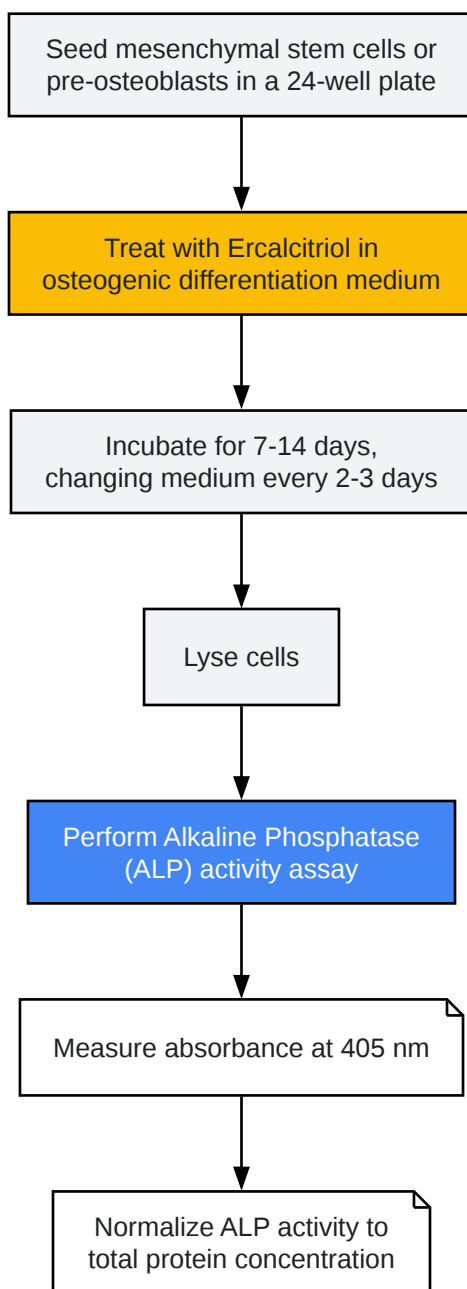 Seed mesenchymal stem cells or
pre-osteoblasts in a 24-well plate
Treat with Ercalcitriol in
osteogenic differentiation medium
Incubate for 7-14 days,
changing medium every 2-3 days
Lyse cells
Perform Alkaline Phosphatase
(ALP) activity assay
Measure absorbance at 405 nm
Normalize ALP activity to
total protein concentration